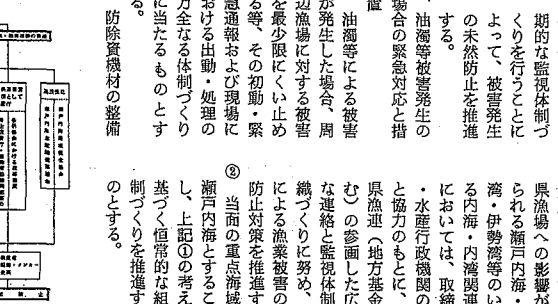 期的な監視体制づ
くりを行うことに
よって、被害発生
の未然防止を推進
する。
、油濁等被害発生の
場合の緊急対応と措
置
油濁等による被害
が発生した場合、周
辺漁場に対する被害
を最少限にくい止め
る等、その初動・緊
急通報および現場に
おける出動・処理の
万全なる体制づくり
に当たるものとす
る。
防除資機材の整備
県漁場への影響が
られる瀬戸内海・
湾・伊勢湾等のい
る内海・内湾関連
においては、取締
・水産行政機関の
と協力のもとに、
県漁連(地方基金
む)の参画した広
な連絡と監視体制
織づくりに努め、
による漁業被害の
防止対策を推進す
② 当面の重点海域
瀬戸内海とするこ
し、上記①の考え
基づく恒常的な組
制づくりを推進す
のとする。